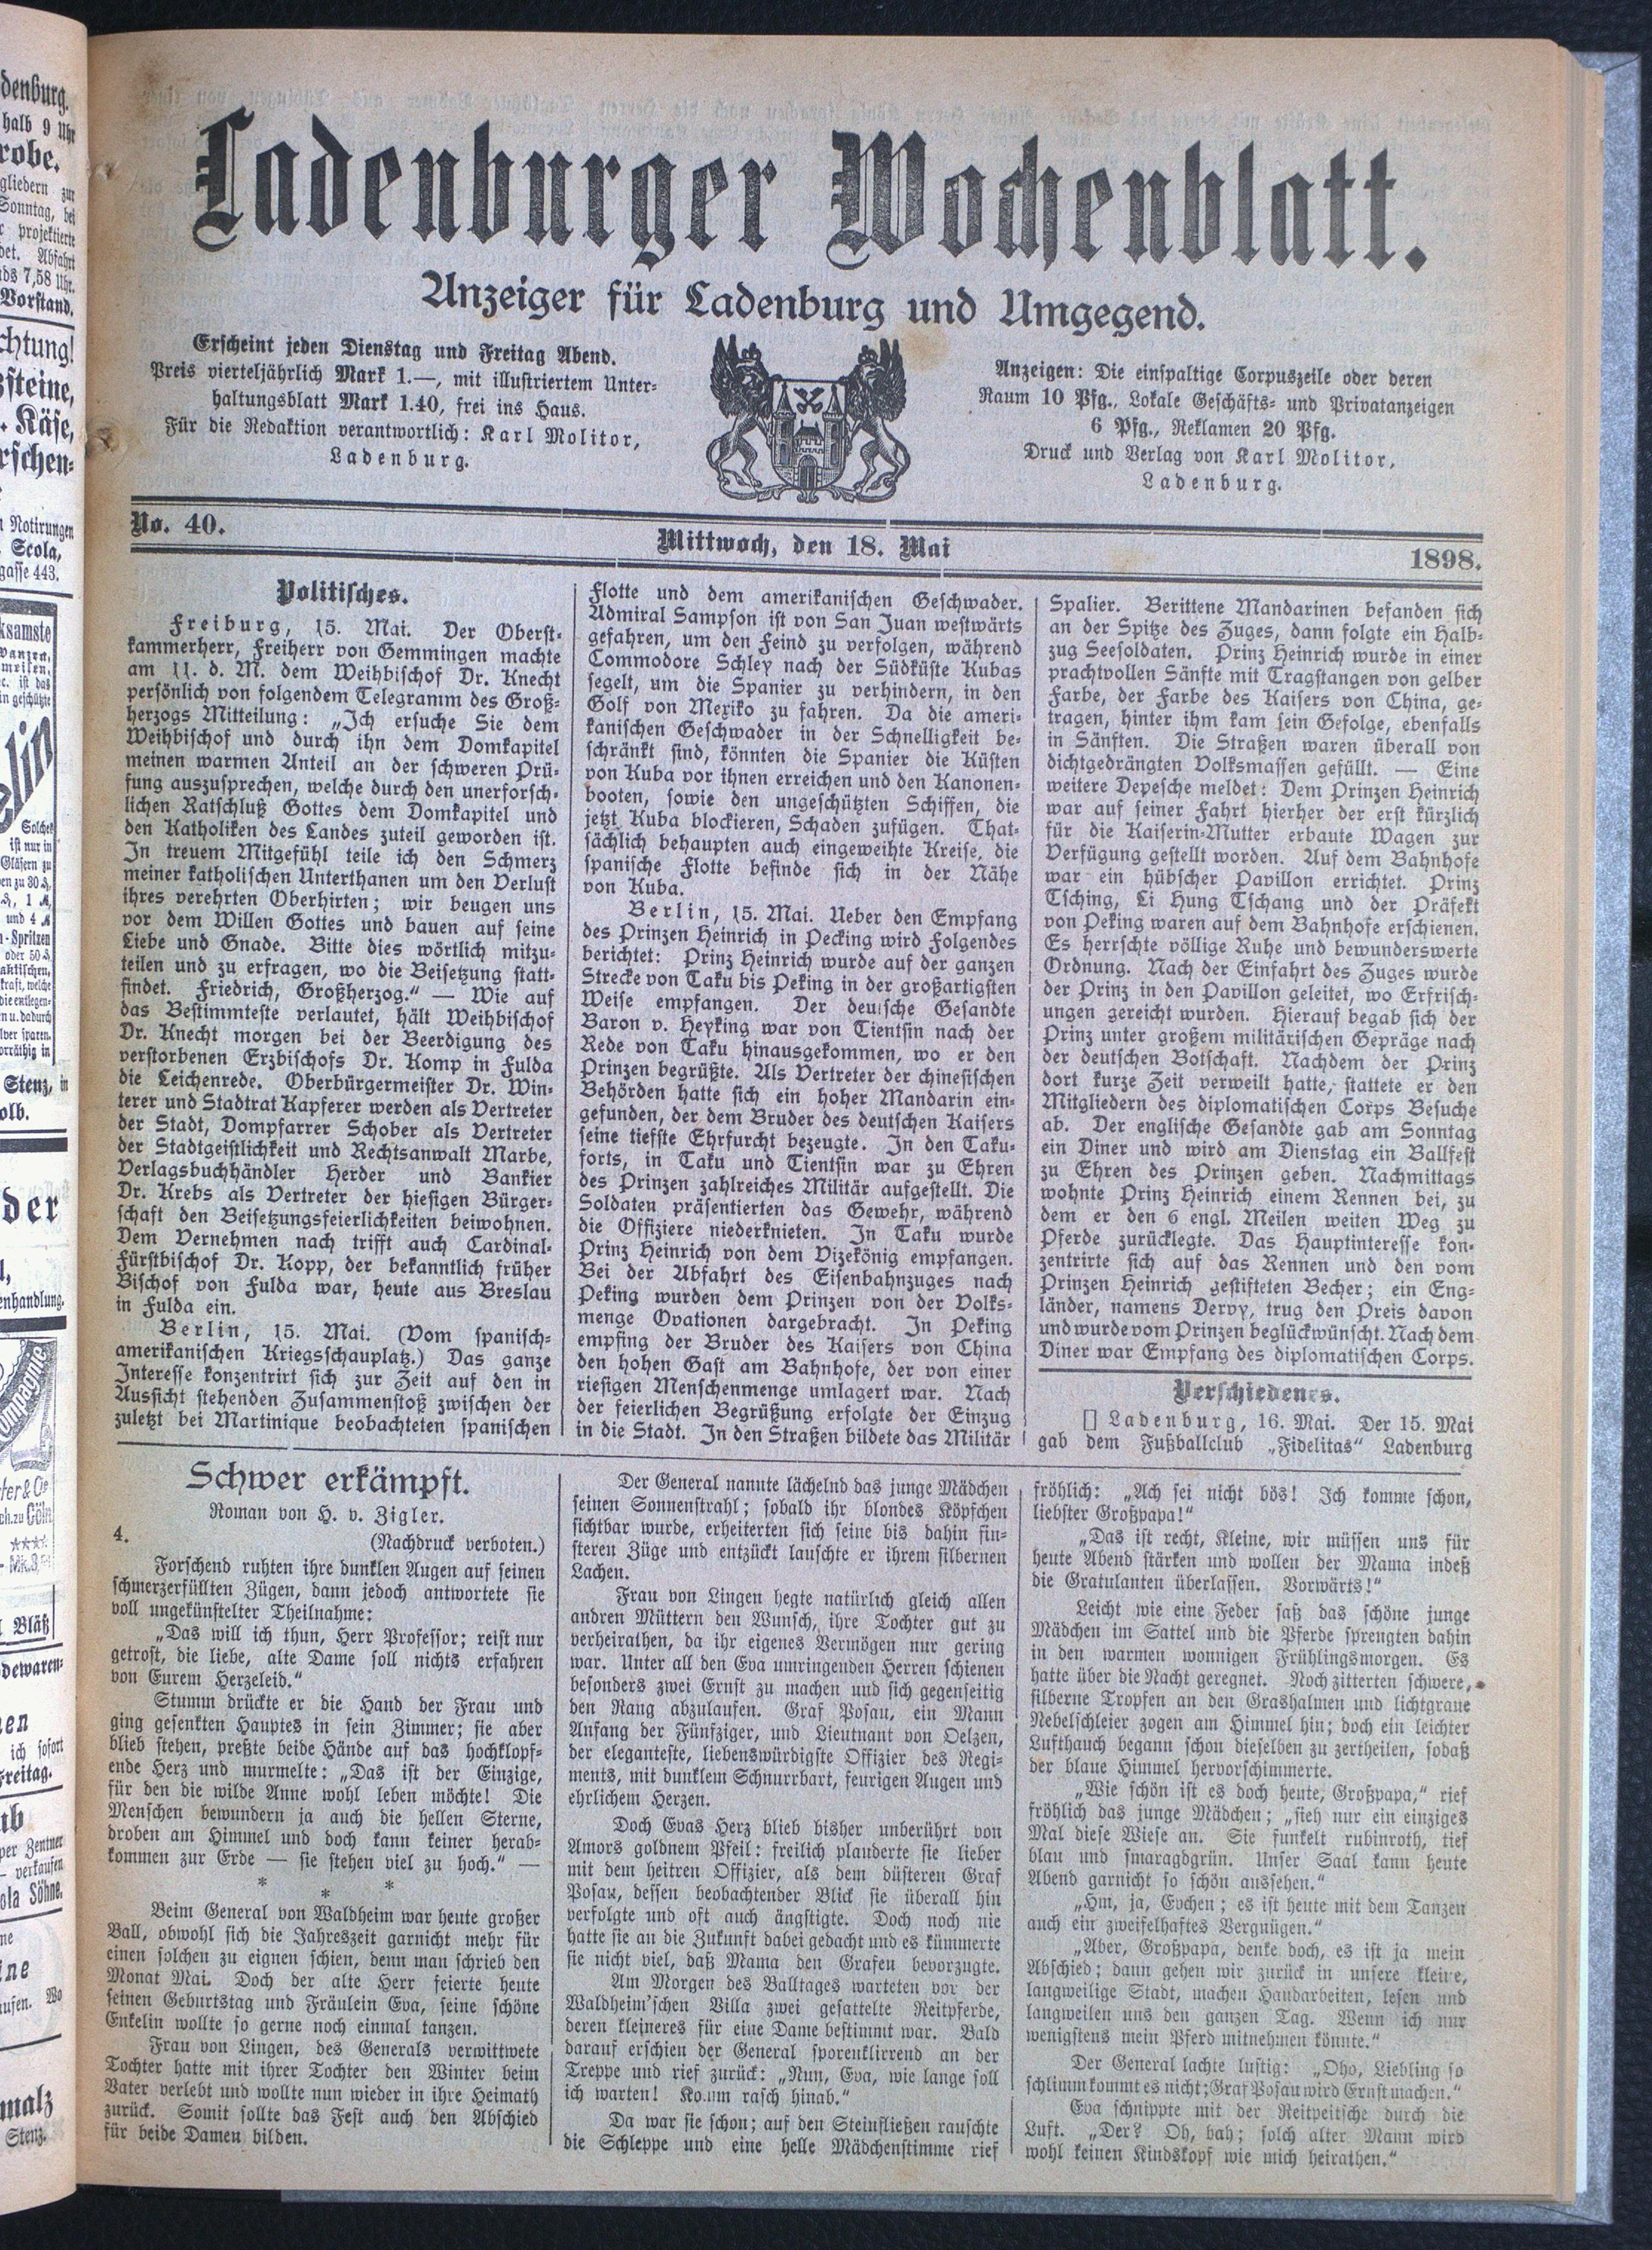 denburg.
halb 9 Uhr
robe.
gliedern zur
Sonntag, bei
projektierte
det. Abfahrt
nds 7,58 Uhr.
Vorstand.
chtung!
steine,
. Käse,
rschen-
Notirungen
Scola,
gasse 443.
ksamste
Stenz, in
olb.
der
enhandlung.
Compagnie
Bläß
dewaren-
en
ich sofort
Freitag.
ub
per Zentner
verkaufen
ola Söhne.
ne
ine
aufen. Wo
malz
Stenz.
Ladenburger Wochenblatt.
Anzeiger für Ladenburg und Umgegend.
Erscheint jeden Dienstag und Freitag Abend.
Preis vierteljährlich Mark 1.—, mit illustriertem Unter-
haltungsblatt Mark 1.40, frei ins Haus.
Für die Redaktion verantwortlich: Karl Molitor,
Ladenburg.
Anzeigen: Die einspaltige Corpuszeile oder deren
Raum 10 Pfg., Lokale Geschäfts- und Privatanzeigen
6 Pfg., Reklamen 20 Pfg.
Druck und Verlag von Karl Molitor,
Ladenburg.
No. 40.
Mittwoch, den 18. Mai
1898.
Politisches.
Freiburg, 15. Mai. Der Oberst-
kammerherr, Freiherr von Gemmingen machte
am 11. d. M. dem Weihbischof Dr. Knecht
persönlich von folgendem Telegramm des Groß-
herzogs Mitteilung: „Ich ersuche Sie dem
Weihbischof und durch ihn dem Domkapitel
meinen warmen Anteil an der schweren Prü-
fung auszusprechen, welche durch den unerforsch-
lichen Ratschluß Gottes dem Domkapitel und
den Katholiken des Landes zuteil geworden ist.
In treuem Mitgefühl teile ich den Schmerz
meiner katholischen Unterthanen um den Verlust
ihres verehrten Oberhirten; wir beugen uns
vor dem Willen Gottes und bauen auf seine
Liebe und Gnade. Bitte dies wörtlich mitzu-
teilen und zu erfragen, wo die Beisetzung statt-
findet. Friedrich, Großherzog.“ — Wie auf
das Bestimmteste verlautet, hält Weihbischof
Dr. Knecht morgen bei der Beerdigung des
verstorbenen Erzbischofs Dr. Komp in Fulda
die Leichenrede. Oberbürgermeister Dr. Win-
terer und Stadtrat Kapferer werden als Vertreter
der Stadt, Dompfarrer Schober als Vertreter
der Stadtgeistlichkeit und Rechtsanwalt Marbe,
Verlagsbuchhändler Herder und Bankier
Dr. Krebs als Vertreter der hiesigen Bürger-
schaft den Beisetzungsfeierlichkeiten beiwohnen.
Dem Vernehmen nach trifft auch Cardinal-
Fürstbischof Dr. Kopp, der bekanntlich früher
Bischof von Fulda war, heute aus Breslau
in Fulda ein.
Berlin, 15. Mai. (Vom spanisch-
amerikanischen Kriegsschauplatz.) Das ganze
Interesse konzentrirt sich zur Zeit auf den in
Aussicht stehenden Zusammenstoß zwischen der
zuletzt bei Martinique beobachteten spanischen
Flotte und dem amerikanischen Geschwader.
Admiral Sampson ist von San Juan westwärts
gefahren, um den Feind zu verfolgen, während
Commodore Schley nach der Südküste Kubas
segelt, um die Spanier zu verhindern, in den
Golf von Mexiko zu fahren. Da die ameri-
kanischen Geschwader in der Schnelligkeit be-
schränkt sind, könnten die Spanier die Küsten
von Kuba vor ihnen erreichen und den Kanonen-
booten, sowie den ungeschützten Schiffen, die
jetzt Kuba blockieren, Schaden zufügen. That-
sächlich behaupten auch eingeweihte Kreise, die
spanische Flotte befinde sich in der Nähe
von Kuba.
Berlin, 15. Mai. Ueber den Empfang
des Prinzen Heinrich in Pecking wird Folgendes
berichtet: Prinz Heinrich wurde auf der ganzen
Strecke von Taku bis Peking in der großartigsten
Weise empfangen. Der deutsche Gesandte
Baron v. Heyking war von Tientsin nach der
Rede von Taku hinausgekommen, wo er den
Prinzen begrüßte. Als Vertreter der chinesischen
Behörden hatte sich ein hoher Mandarin ein-
gefunden, der dem Bruder des deutschen Kaisers
seine tiefste Ehrfurcht bezeugte. In den Taku-
forts, in Taku und Tientsin war zu Ehren
des Prinzen zahlreiches Militär aufgestellt. Die
Soldaten präsentierten das Gewehr, während
die Offiziere niederknieten. In Taku wurde
Prinz Heinrich von dem Vizekönig empfangen.
Bei der Abfahrt des Eisenbahnzuges nach
Peking wurden dem Prinzen von der Volks-
menge Ovationen dargebracht. In Peking
empfing der Bruder des Kaisers von China
den hohen Gast am Bahnhofe, der von einer
riesigen Menschenmenge umlagert war. Nach
der feierlichen Begrüßung erfolgte der Einzug
in die Stadt. In den Straßen bildete das Militär
Spalier. Berittene Mandarinen befanden sich
an der Spitze des Zuges, dann folgte ein Halb-
zug Seesoldaten. Prinz Heinrich wurde in einer
prachtvollen Sänfte mit Tragstangen von gelber
Farbe, der Farbe des Kaisers von China, ge-
tragen, hinter ihm kam sein Gefolge, ebenfalls
in Sänften. Die Straßen waren überall von
dichtgedrängten Volksmassen gefüllt. — Eine
weitere Depesche meldet: Dem Prinzen Heinrich
war auf seiner Fahrt hierher der erst kürzlich
für die Kaiserin-Mutter erbaute Wagen zur
Verfügung gestellt worden. Auf dem Bahnhofe
war ein hübscher Pavillon errichtet. Prinz
Tsching, Li Hung Tschang und der Präfekt
von Peking waren auf dem Bahnhofe erschienen.
Es herrschte völlige Ruhe und bewunderswerte
Ordnung. Nach der Einfahrt des Zuges wurde
der Prinz in den Pavillon geleitet, wo Erfrisch-
ungen gereicht wurden. Hierauf begab sich der
Prinz unter großem militärischen Gepräge nach
der deutschen Botschaft. Nachdem der Prinz
dort kurze Zeit verweilt hatte, stattete er den
Mitgliedern des diplomatischen Corps Besuche
ab. Der englische Gesandte gab am Sonntag
ein Diner und wird am Dienstag ein Ballfest
zu Ehren des Prinzen geben. Nachmittags
wohnte Prinz Heinrich einem Rennen bei, zu
dem er den 6 engl. Meilen weiten Weg zu
Pferde zurücklegte. Das Hauptinteresse kon-
zentrirte sich auf das Rennen und den vom
Prinzen Heinrich gestifteten Becher; ein Eng-
länder, namens Dervy, trug den Preis davon
und wurde vom Prinzen beglückwünscht. Nach dem
Diner war Empfang des diplomatischen Corps.
Verschiedenes.
[] Ladenburg, 16. Mai. Der 15. Mai
gab dem Fußballclub „Fidelitas“ Ladenburg
Schwer erkämpft.
Roman von H. v. Zigler.
4.
(Nachdruck verboten.)
Forschend ruhten ihre dunklen Augen auf seinen
schmerzerfüllten Zügen, dann jedoch antwortete sie
voll ungekünstelter Theilnahme:
„Das will ich thun, Herr Professor; reist nur
getrost, die liebe, alte Dame soll nichts erfahren
von Eurem Herzeleid.“
Stumm drückte er die Hand der Frau und
ging gesenkten Hauptes in sein Zimmer; sie aber
blieb stehen, preßte beide Hände auf das hochklopf-
ende Herz und murmelte: „Das ist der Einzige,
für den die wilde Anne wohl leben möchte! Die
Menschen bewundern ja auch die hellen Sterne,
droben am Himmel und doch kann keiner herab-
kommen zur Erde — sie stehen viel zu hoch.“ —
* * *
Beim General von Waldheim war heute großer
Ball, obwohl sich die Jahreszeit garnicht mehr für
einen solchen zu eignen schien, denn man schrieb den
Monat Mai. Doch der alte Herr feierte heute
seinen Geburtstag und Fräulein Eva, seine schöne
Enkelin wollte so gerne noch einmal tanzen.
Frau von Lingen, des Generals verwittwete
Tochter hatte mit ihrer Tochter den Winter beim
Vater verlebt und wollte nun wieder in ihre Heimath
zurück. Somit sollte das Fest auch den Abschied
für beide Damen bilden.
Der General nannte lächelnd das junge Mädchen
seinen Sonnenstrahl; sobald ihr blondes Köpfchen
sichtbar wurde, erheiterten sich seine bis dahin fin-
steren Züge und entzückt lauschte er ihrem silbernen
Lachen.
Frau von Lingen hegte natürlich gleich allen
andren Müttern den Wunsch, ihre Tochter gut zu
verheirathen, da ihr eigenes Vermögen nur gering
war. Unter all den Eva umringenden Herren schienen
besonders zwei Ernst zu machen und sich gegenseitig
den Rang abzulaufen. Graf Posau, ein Mann
Anfang der Fünfziger, und Lieutnant von Oelzen,
der eleganteste, liebenswürdigste Offizier des Regi-
ments, mit dunklem Schnurrbart, feurigen Augen und
ehrlichem Herzen.
Doch Evas Herz blieb bisher unberührt von
Amors goldnem Pfeil: freilich plauderte sie lieber
mit dem heitren Offizier, als dem düsteren Graf
Posau, dessen beobachtender Blick sie überall hin
verfolgte und oft auch ängstigte. Doch noch nie
hatte sie an die Zukunft dabei gedacht und es kümmerte
sie nicht viel, daß Mama den Grafen bevorzugte.
Am Morgen des Balltages warteten vor der
Waldheim'schen Villa zwei gesattelte Reitpferde,
deren kleineres für eine Dame bestimmt war. Bald
darauf erschien der General sporenklirrend an der
Treppe und rief zurück: „Nun, Eva, wie lange soll
ich warten! Komm rasch hinab.“
Da war sie schon; auf den Steinfließen rauschte
die Schleppe und eine helle Mädchenstimme rief
fröhlich: „Ach sei nicht bös! Ich komme schon,
liebster Großpapa!“
„Das ist recht, Kleine, wir müssen uns für
heute Abend stärken und wollen der Mama indeß
die Gratulanten überlassen. Vorwärts!“
Leicht wie eine Feder saß das schöne junge
Mädchen im Sattel und die Pferde sprengten dahin
in den warmen wonnigen Frühlingsmorgen. Es
hatte über die Nacht geregnet. Noch zitterten schwere,
silberne Tropfen an den Grashalmen und lichtgraue
Nebelschleier zogen am Himmel hin; doch ein leichter
Lufthauch begann schon dieselben zu zertheilen, sodaß
der blaue Himmel hervorschimmerte.
„Wie schön ist es doch heute, Großpapa,“ rief
fröhlich das junge Mädchen; „sieh nur ein einziges
Mal diese Wiese an. Sie funkelt rubinroth, tief
blau und smaragdgrün. Unser Saal kann heute
Abend garnicht so schön aussehen.“
„Hm, ja, Evchen; es ist heute mit dem Tanzen
auch ein zweifelhaftes Vergnügen.“
„Aber, Großpapa, denke doch, es ist ja mein
Abschied; dann gehen wir zurück in unsere kleine,
langweilige Stadt, machen Handarbeiten, lesen und
langweilen uns den ganzen Tag. Wenn ich nur
wenigstens mein Pferd mitnehmen könnte.“
Der General lachte lustig: „Oho, Liebling so
schlimm kommt es nicht; Graf Posau wird Ernst machen.“
Eva schnippte mit der Reitpeitsche durch die
Luft. „Der? Oh, bah; solch alter Mann wird
wohl keinen Kindskopf wie mich heirathen.“